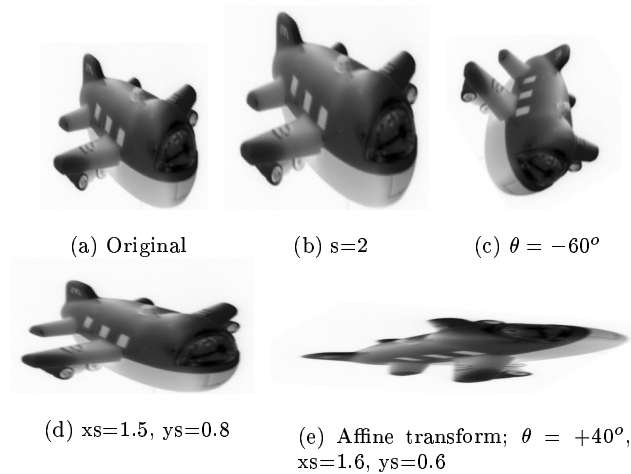 (a) Original
(b) s=2
(c) θ = −60°
(d) xs=1.5, ys=0.8
(e) Affine transform; θ = +40°,
xs=1.6, ys=0.6